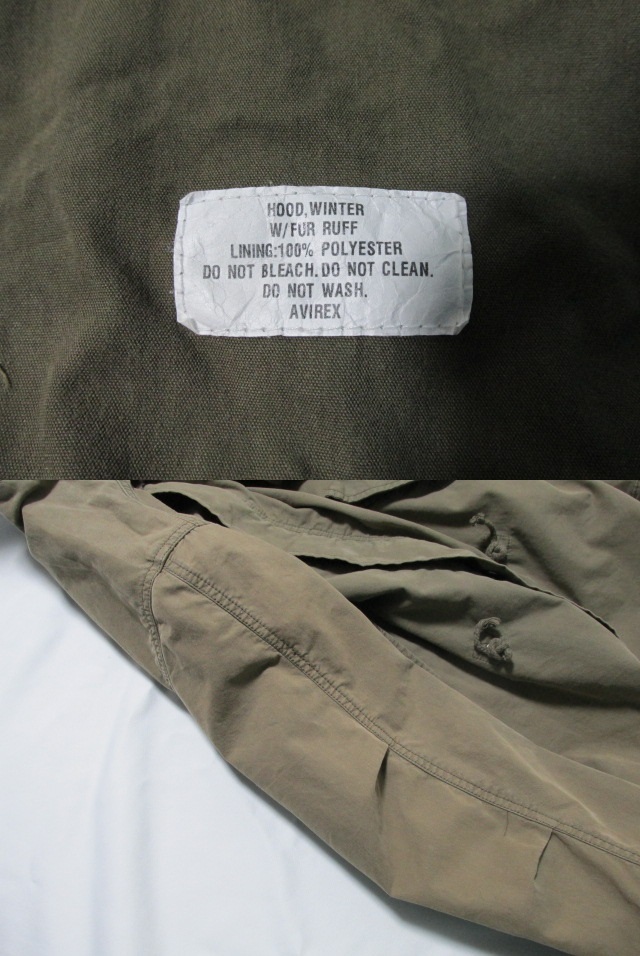 HOOD,WINTER
W/FUR RUFF
LINING:100% POLYESTER
DO NOT BLEACH.DO NOT CLEAN.
DO NOT WASH.
AVIREX